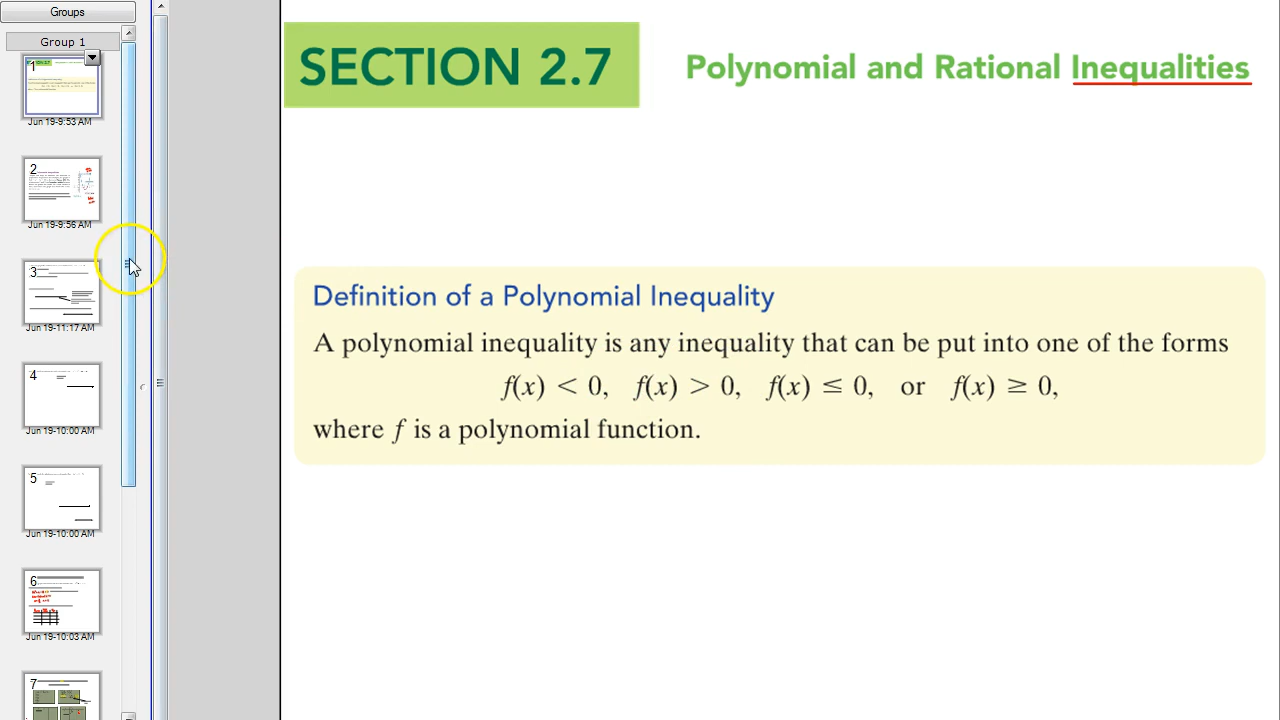 Groups
Group 1
1
Jun 19-9:53 AM
2
Jun 19-9:56 AM
3
Jun 19-11:17 AM
4
Jun 19-10:00 AM
5
Jun 19-10:00 AM
6
Jun 19-10:03 AM
7
SECTION 2.7
Polynomial and Rational Inequalities
Definition of a Polynomial Inequality
A polynomial inequality is any inequality that can be put into one of the forms
f(x) < 0, f(x) > 0, f(x) ≤ 0, or f(x) ≥ 0,
where f is a polynomial function.